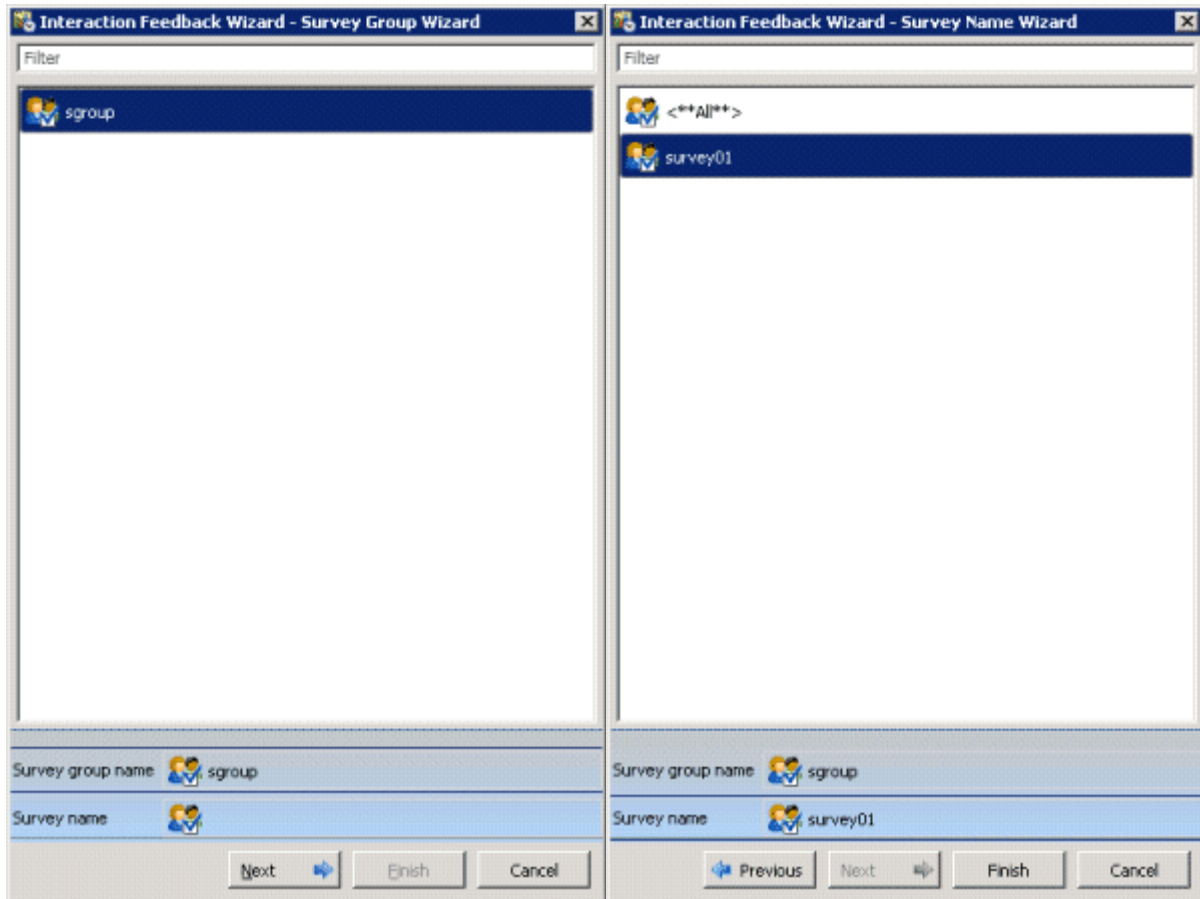 Interaction Feedback Wizard - Survey Group Wizard
Filter
sgroup
Survey group name sgroup
Survey name
Next Finish Cancel
Interaction Feedback Wizard - Survey Name Wizard
Filter
<**All**>
survey01
Survey group name sgroup
Survey name survey01
Previous Next Finish Cancel